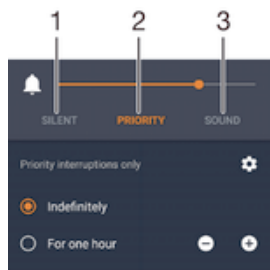 1 2 3
SILENT PRIORITY SOUND
Priority interruptions only
Indefinitely
For one hour